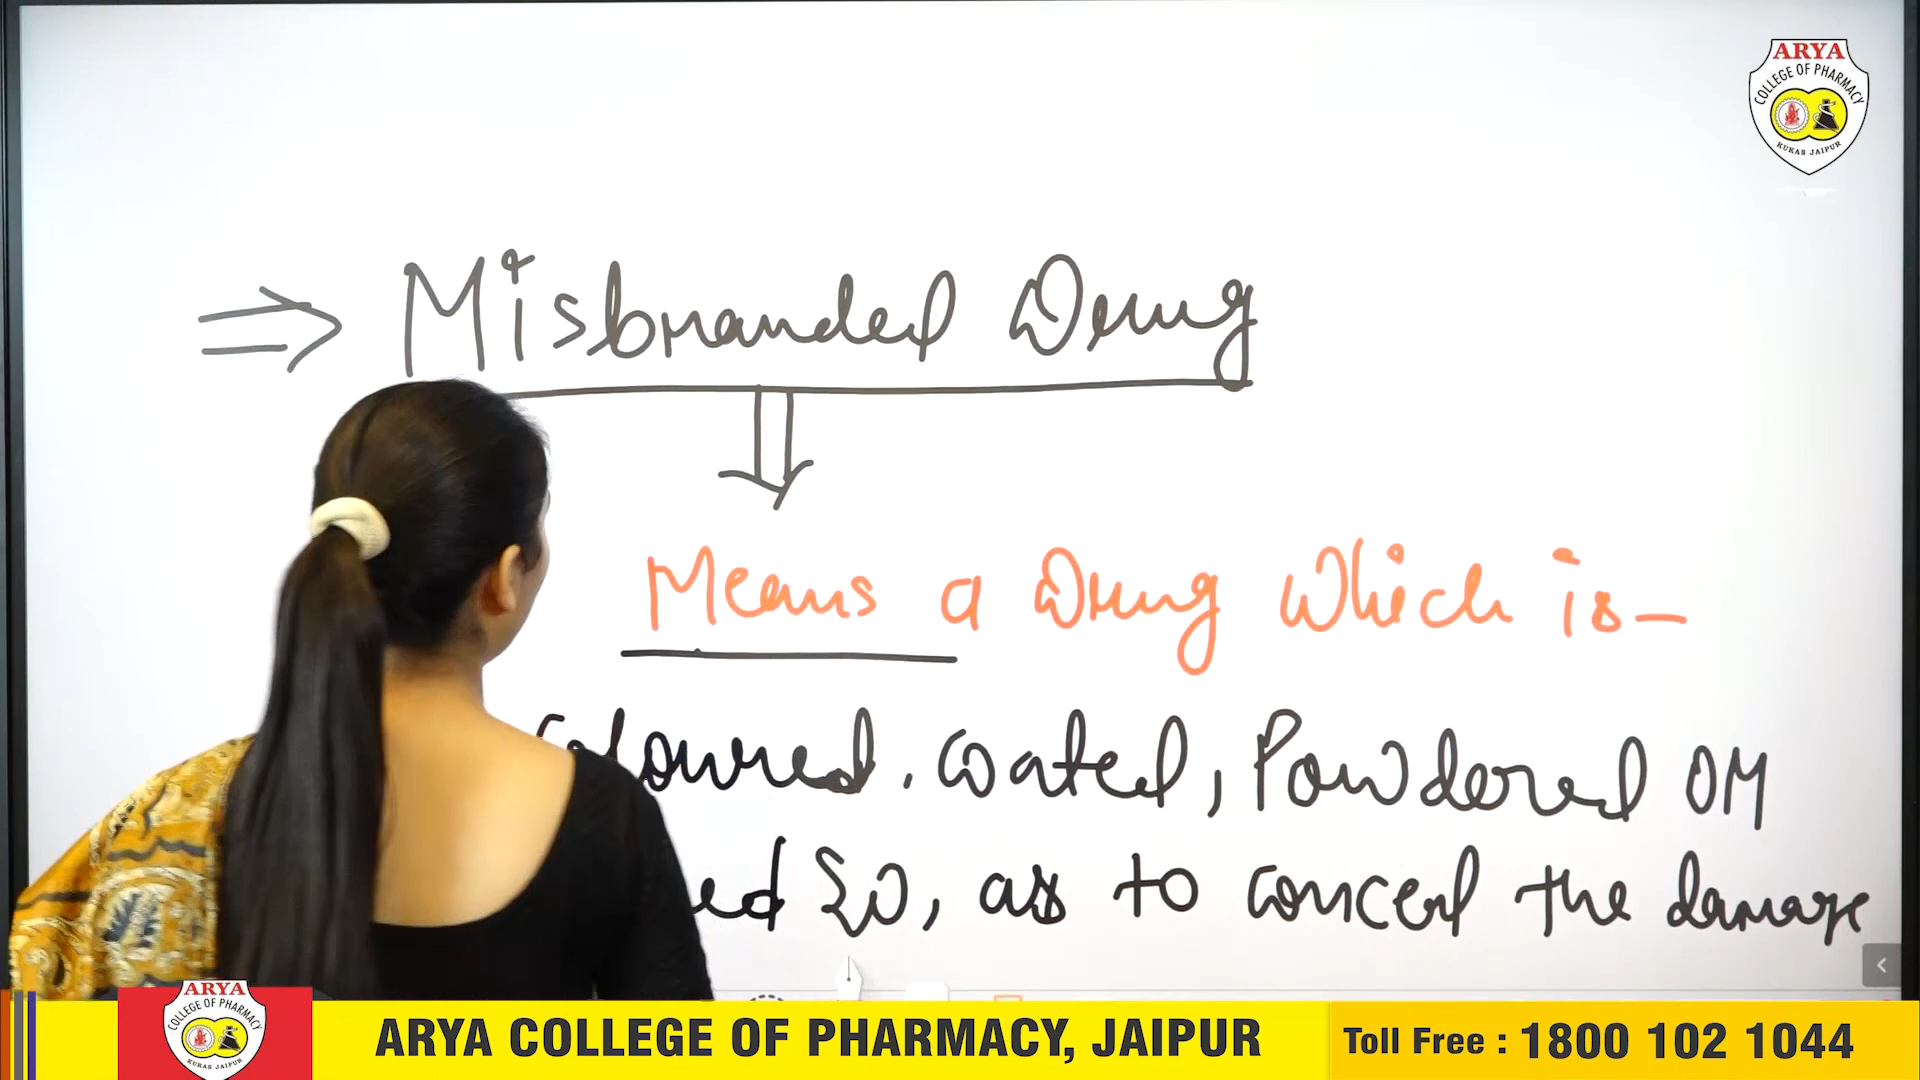 ARYA
COLLEGE OF PHARMACY
KUKAS JAIPUR
⇒ Misbranded Drug
Means a Drug which is –
Coloured. Coated, Powdered or
so, as to conceal the damage
ARYA
COLLEGE OF PHARMACY
KUKAS JAIPUR
ARYA COLLEGE OF PHARMACY, JAIPUR
Toll Free : 1800 102 1044